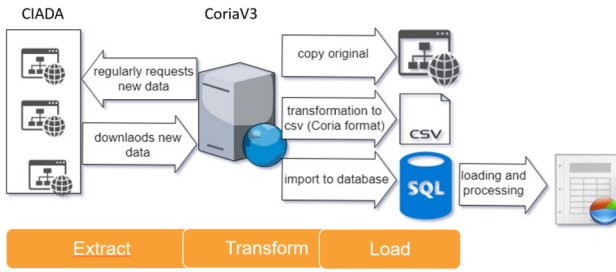 CIADA
CoriaV3
regularly requests
new data
downlaods new
data
copy original
transformation to
csv (Coria format)
CSV
import to database
SQL
loading and
processing
Extract
Transform
Load